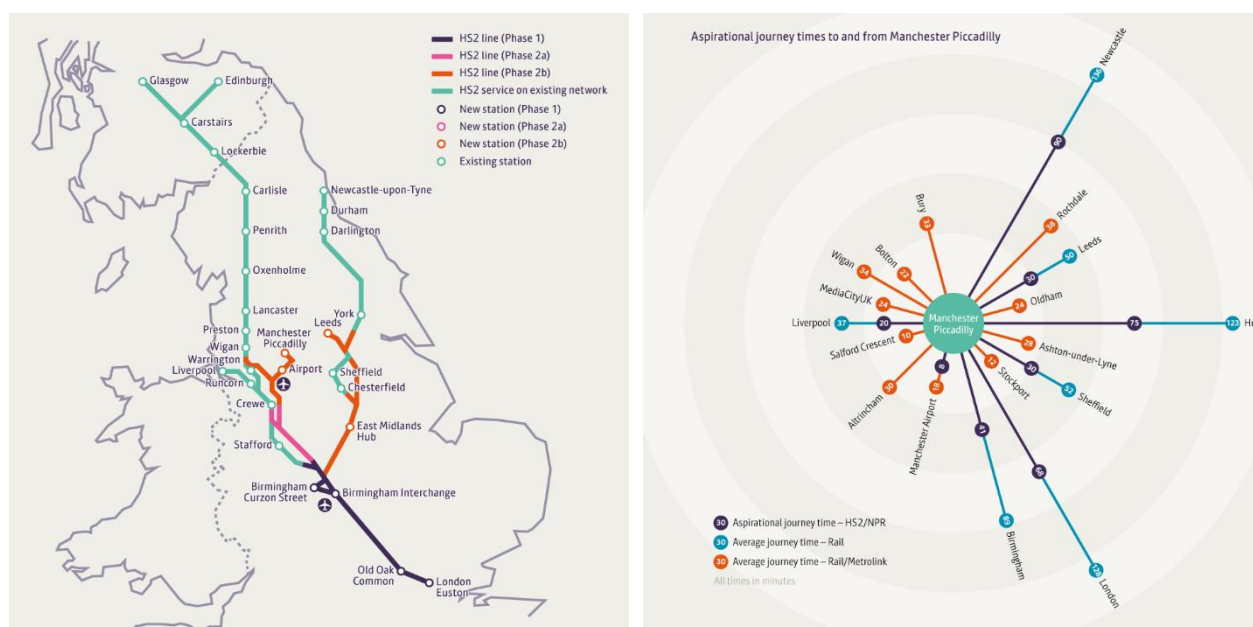 HS2 line (Phase 1)
HS2 line (Phase 2a)
HS2 line (Phase 2b)
HS2 service on existing network
New station (Phase 1)
New station (Phase 2a)
New station (Phase 2b)
Existing station
Glasgow
Edinburgh
Carstairs
Lockerbie
Carlisle
Newcastle-upon-Tyne
Durham
Penrith
Darlington
Oxenholme
Lancaster
York
Preston
Manchester
Piccadilly
Leeds
Wigan
Warrington
Liverpool
Airport
Runcorn
Sheffield
Chesterfield
Crewe
East Midlands
Hub
Stafford
Birmingham
Curzon Street
Birmingham Interchange
Old Oak
Common
London
Euston
Aspirational journey times to and from Manchester Piccadilly
Newcastle
130
90
Bury
33
Rochdale
38
Leeds
50
30
Bolton
22
Wigan
34
MediaCityUK
24
Oldham
24
Liverpool
37
20
Manchester
Piccadilly
75
123
Salford Crescent
10
Ashton-under-Lyne
28
Stockport
12
30
52
Sheffield
Altrincham
30
8
18
Manchester Airport
41
89
Birmingham
68
128
London
30 Aspirational journey time – HS2/NPR
30 Average journey time – Rail
30 Average journey time – Rail/Metrolink
All times in minutes